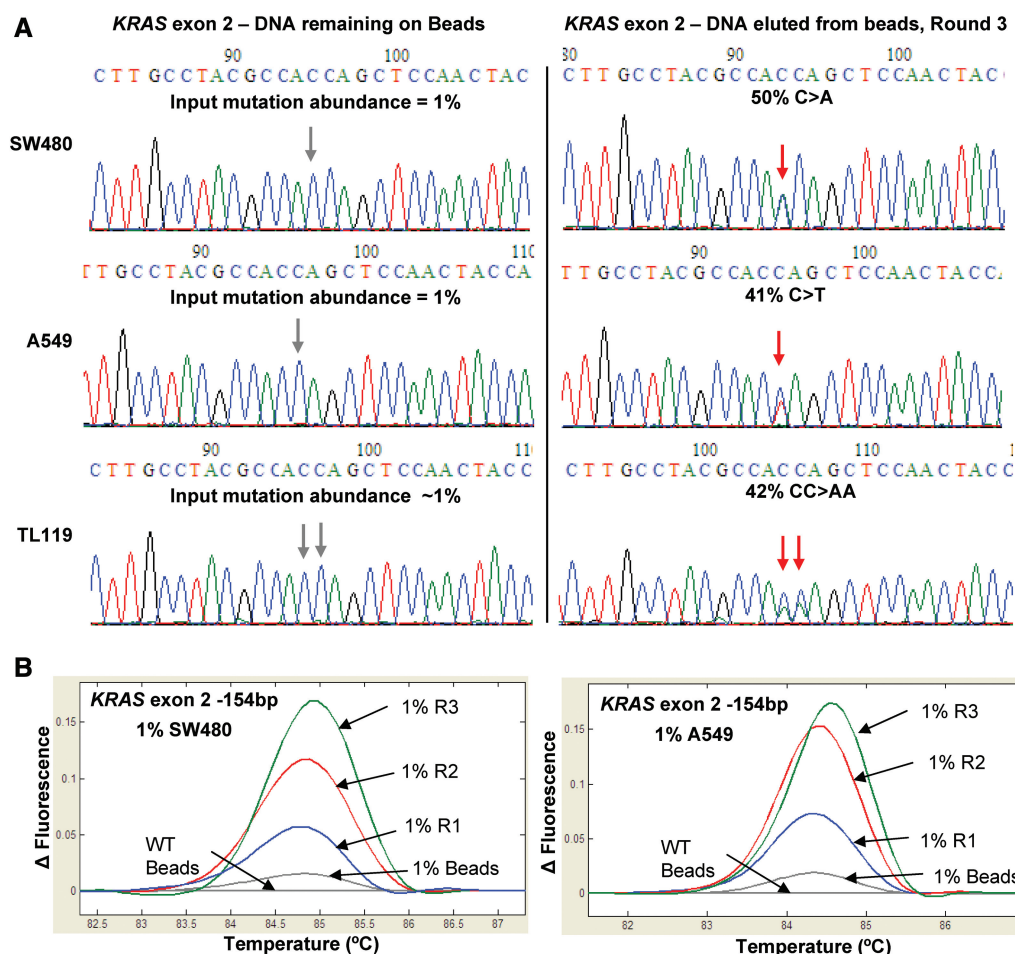 A
KRAS exon 2 – DNA remaining on Beads
90 100
CTTGCCTACGCCACCAGCTCCAACTAC
Input mutation abundance = 1%
SW480
90 100 110
TTGCCTACGCCACCAGCTCCAACTACCA
Input mutation abundance = 1%
A549
90 100 110
CTTGCCTACGCCACCAGCTCCAACTACC
Input mutation abundance ~1%
TL119
KRAS exon 2 – DNA eluted from beads, Round 3
80 90 100
CTTGCCTACGCCACCAGCTCCAACTAC
50% C>A
90 100
TTGCCTACGCCACCAGCTCCAACTACC
41% C>T
100 110
CTTGCCTACGCCACCAGCTCCAACTACC
42% CC>AA
B
KRAS exon 2 -154bp
1% SW480
1% R3
1% R2
1% R1
WT
Beads
1% Beads
0.15
0.1
0.05
0
Δ Fluorescence
82.5 83 83.5 84 84.5 85 85.5 86 86.5 87
Temperature (ºC)
KRAS exon 2 -154bp
1% A549
1% R3
1% R2
1% R1
WT
Beads
1% Beads
0.15
0.1
0.05
0
Δ Fluorescence
82 83 84 85 86
Temperature (ºC)